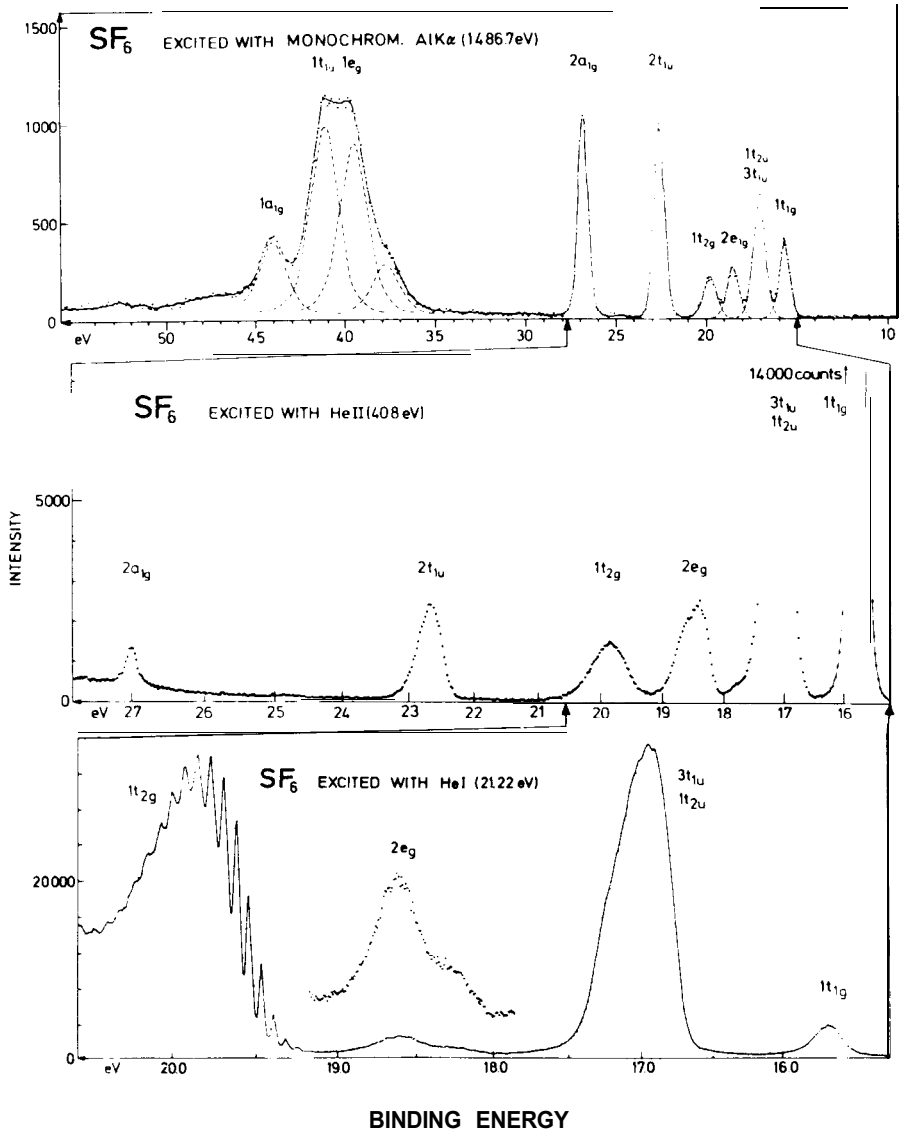 1500
SF6 EXCITED WITH MONOCHROM. AlKα (1486.7eV)
1t1u 1eg
2a1g 2t1u
1000
1t2u
3t1u
1t1g
1a1g
500
1t2g 2e1g
0
eV 50 45 40 35 30 25 20 15 10
14000 counts
SF6 EXCITED WITH HeII (408 eV)
3t1u 1t1g
1t2u
5000
INTENSITY
2a1g 2t1u 1t2g 2eg
0
eV 27 26 25 24 23 22 21 20 19 18 17 16
SF6 EXCITED WITH HeI (21.22 eV)
1t2g
3t1u
1t2u
2eg
20000
1t1g
0
eV 20.0 19.0 18.0 17.0 16.0
BINDING ENERGY